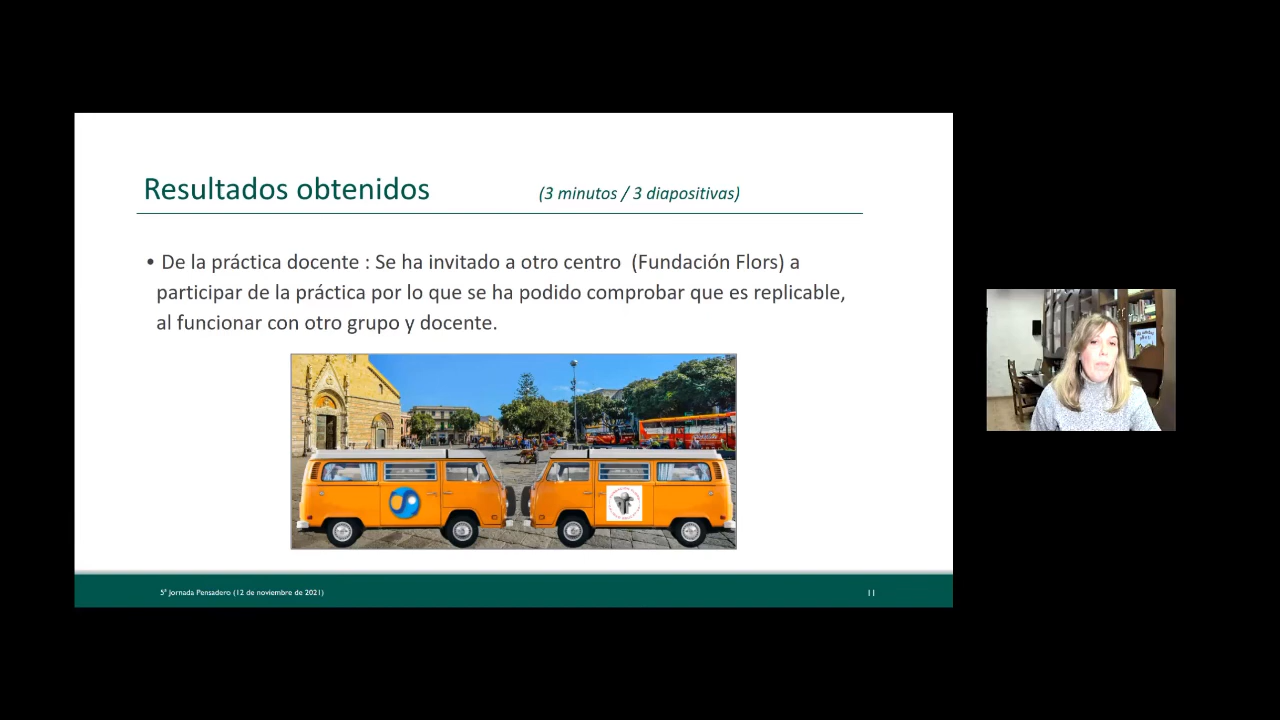 Resultados obtenidos (3 minutos / 3 diapositivas)
• De la práctica docente : Se ha invitado a otro centro (Fundación Flors) a
participar de la práctica por lo que se ha podido comprobar que es replicable,
al funcionar con otro grupo y docente.
5ª Jornada Pensadero (12 de noviembre de 2021)
11